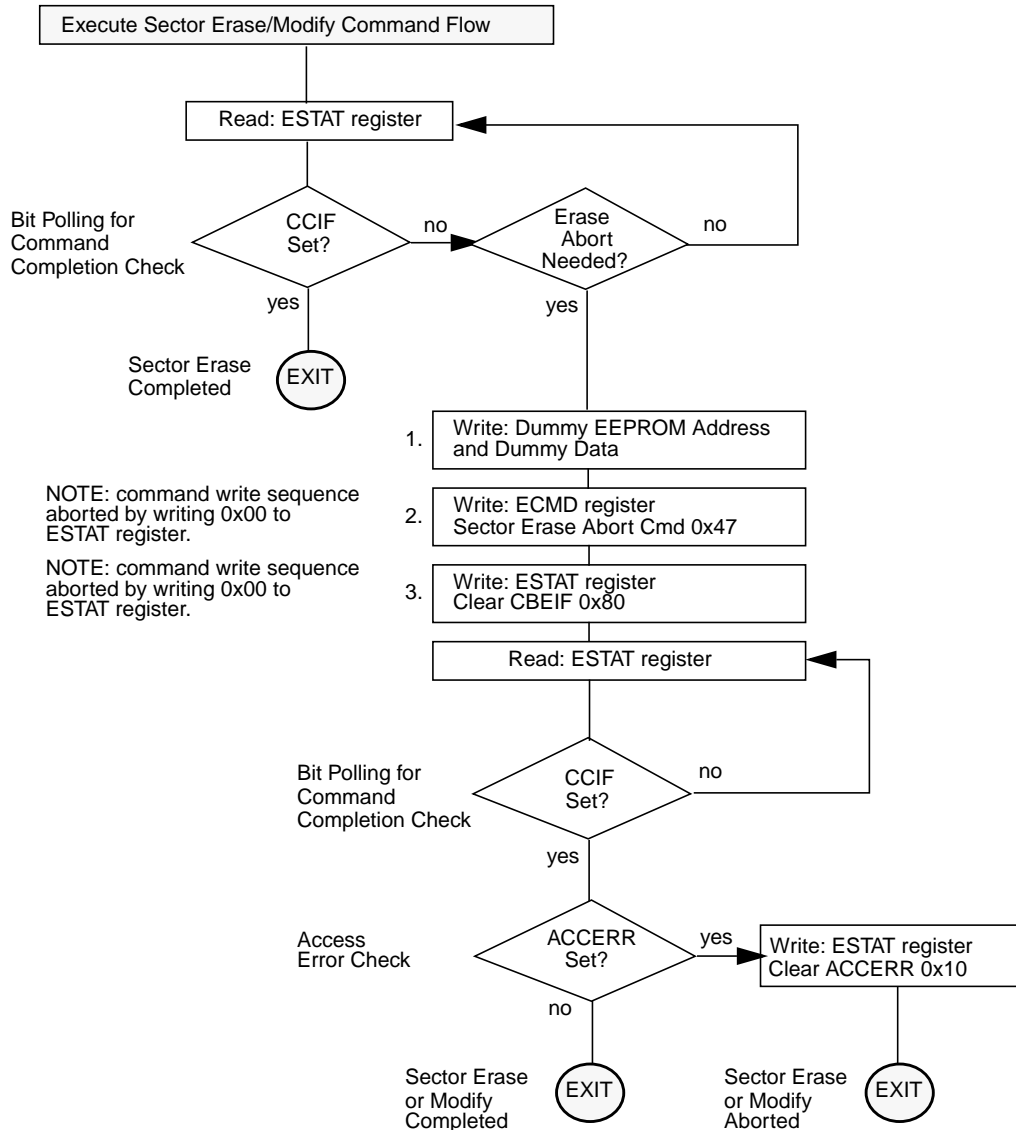 Execute Sector Erase/Modify Command Flow
Read: ESTAT register
Bit Polling for
Command
Completion Check
CCIF
Set?
no
Erase
Abort
Needed?
no
yes
yes
Sector Erase
Completed
EXIT
1.
Write: Dummy EEPROM Address
and Dummy Data
NOTE: command write sequence
aborted by writing 0x00 to
ESTAT register.
2.
Write: ECMD register
Sector Erase Abort Cmd 0x47
NOTE: command write sequence
aborted by writing 0x00 to
ESTAT register.
3.
Write: ESTAT register
Clear CBEIF 0x80
Read: ESTAT register
Bit Polling for
Command
Completion Check
CCIF
Set?
no
yes
Access
Error Check
ACCERR
Set?
yes
Write: ESTAT register
Clear ACCERR 0x10
no
Sector Erase
or Modify
Completed
EXIT
Sector Erase
or Modify
Aborted
EXIT